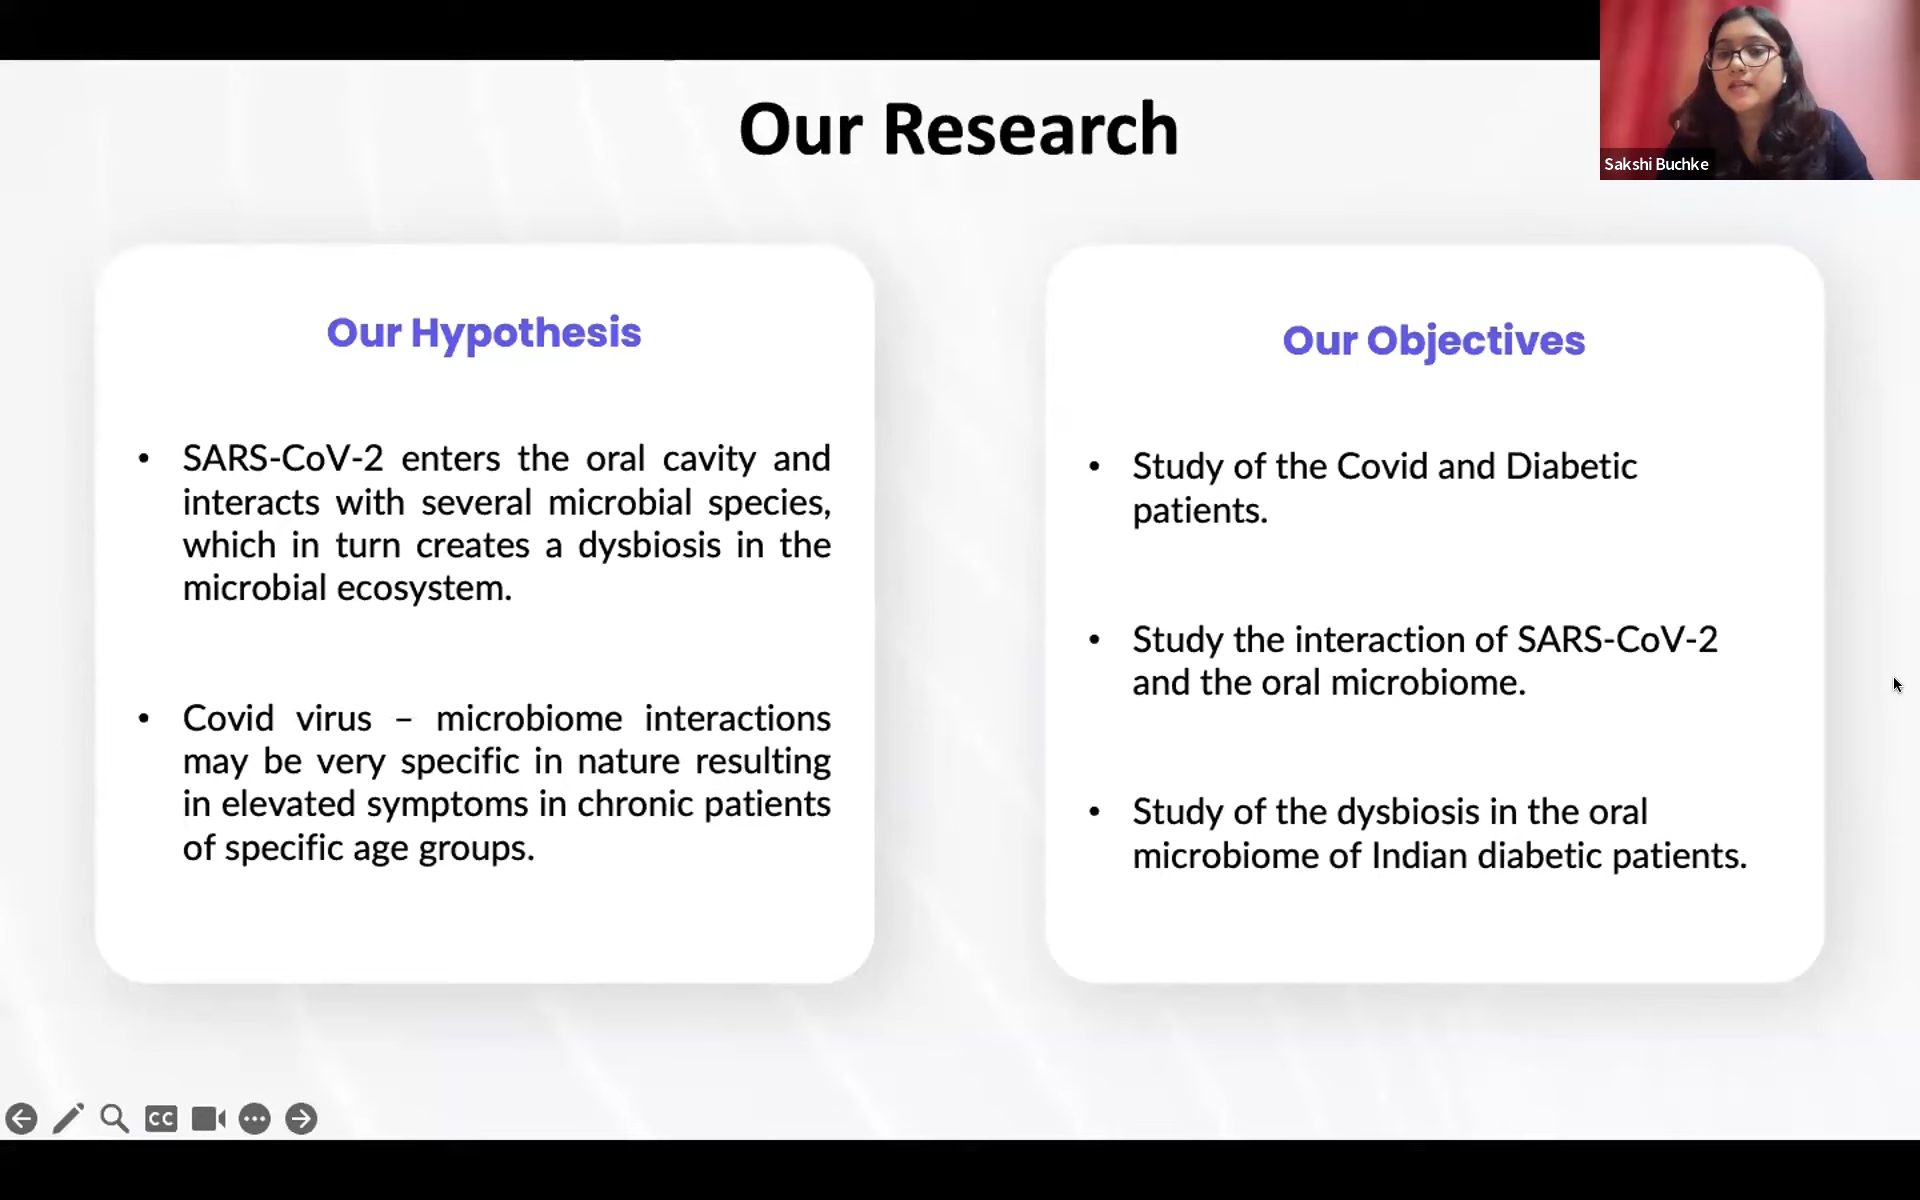 Our Research
Sakshi Buchke
Our Hypothesis
• SARS-CoV-2 enters the oral cavity and
interacts with several microbial species,
which in turn creates a dysbiosis in the
microbial ecosystem.
• Covid virus – microbiome interactions
may be very specific in nature resulting
in elevated symptoms in chronic patients
of specific age groups.
Our Objectives
• Study of the Covid and Diabetic
patients.
• Study the interaction of SARS-CoV-2
and the oral microbiome.
• Study of the dysbiosis in the oral
microbiome of Indian diabetic patients.
CC